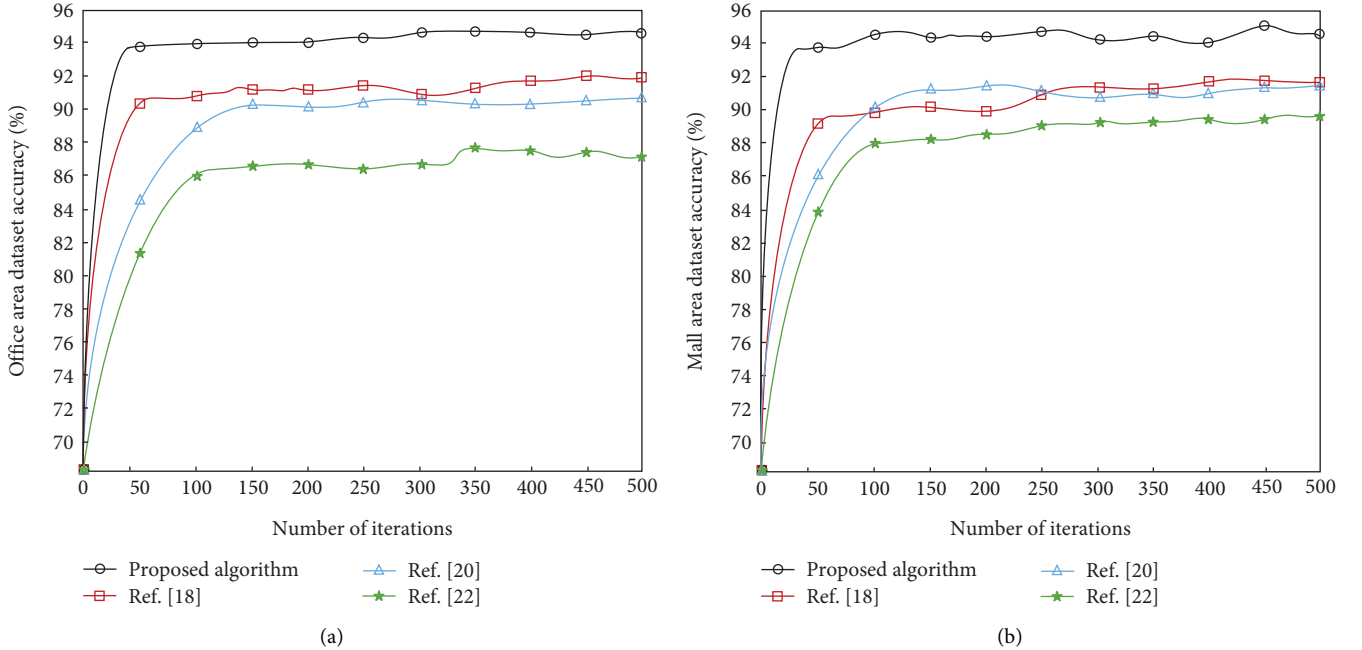 96
94
92
90
88
86
84
82
80
78
76
74
72
70
Office area dataset accuracy (%)
0 50 100 150 200 250 300 350 400 450 500
Number of iterations
Proposed algorithm
Ref. [18]
Ref. [20]
Ref. [22]
(a)
96
94
92
90
88
86
84
82
80
78
76
74
72
70
Mall area dataset accuracy (%)
0 50 100 150 200 250 300 350 400 450 500
Number of iterations
Proposed algorithm
Ref. [18]
Ref. [20]
Ref. [22]
(b)